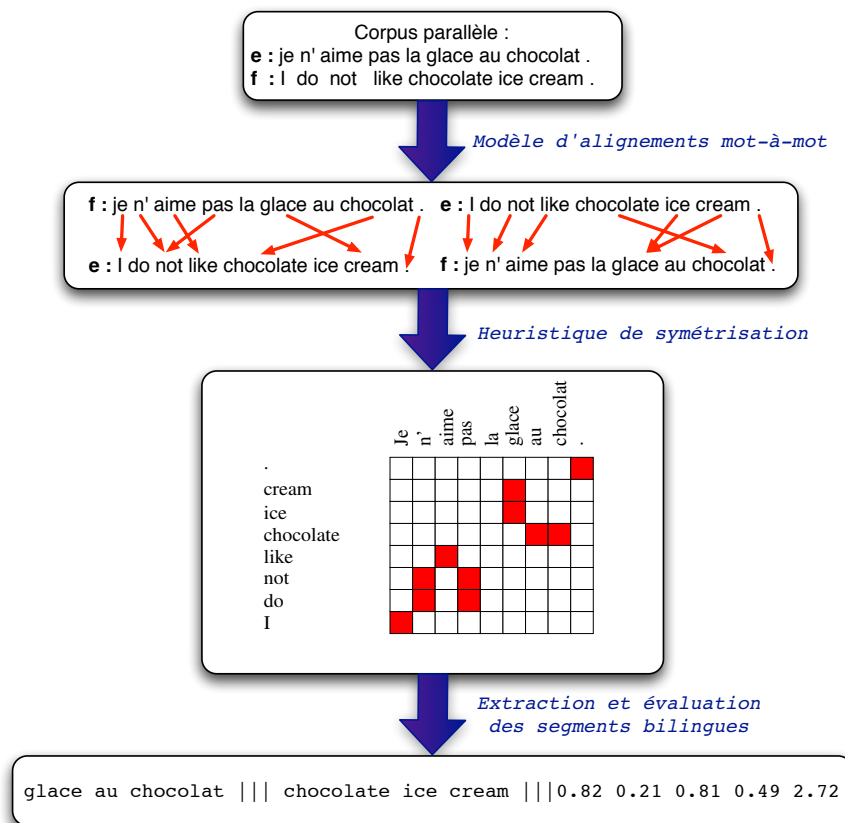 Corpus parallèle :
e : je n' aime pas la glace au chocolat .
f : I do not like chocolate ice cream .
Modèle d'alignements mot-à-mot
f : je n' aime pas la glace au chocolat . e : I do not like chocolate ice cream .
e : I do not like chocolate ice cream . f : je n' aime pas la glace au chocolat .
Heuristique de symétrisation
Je n' aime pas la glace au chocolat .
.
cream
ice
chocolate
like
not
do
I
Extraction et évaluation
des segments bilingues
glace au chocolat ||| chocolate ice cream |||0.82 0.21 0.81 0.49 2.72